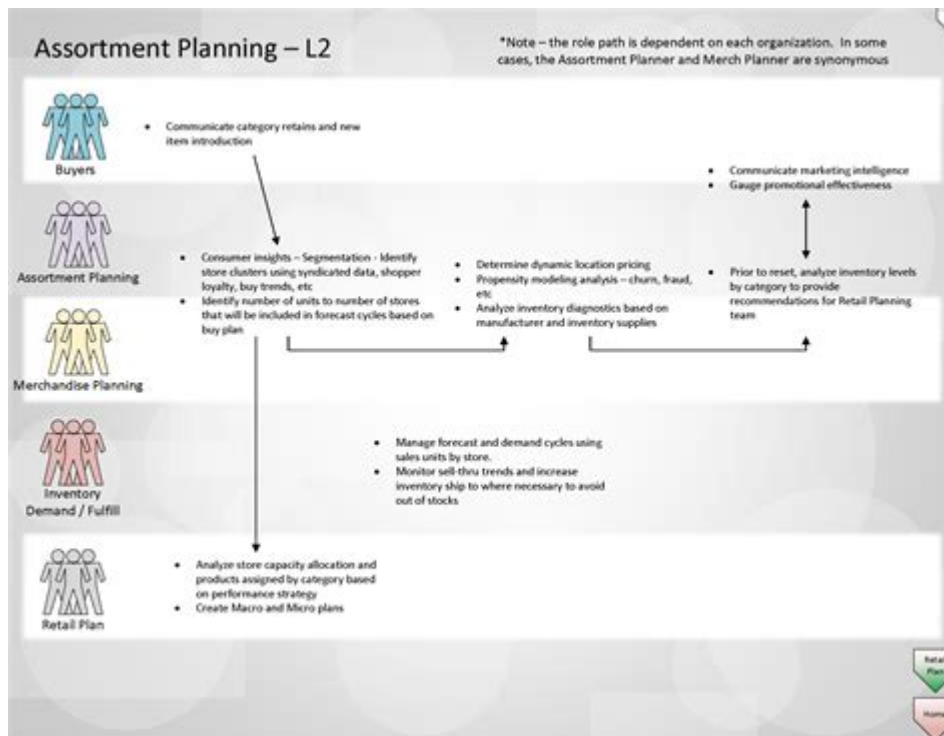 Assortment Planning – L2
*Note – the role path is dependent on each organization. In some
cases, the Assortment Planner and Merch Planner are synonymous
Buyers
• Communicate category retains and new
item introduction
• Communicate marketing intelligence
• Gauge promotional effectiveness
Assortment Planning
• Consumer insights – Segmentation - Identify
store clusters using syndicated data, shopper
loyalty, buy trends, etc
• Identify number of units to number of stores
that will be included in forecast cycles based on
buy plan
• Determine dynamic location pricing
• Propensity modeling analysis – churn, fraud,
etc
• Analyze inventory diagnostics based on
manufacturer and inventory supplies
• Prior to reset, analyze inventory levels
by category to provide
recommendations for Retail Planning
team
Merchandise Planning
Inventory
Demand / Fulfill
• Manage forecast and demand cycles using
sales units by store.
• Monitor sell-thru trends and increase
inventory ship to where necessary to avoid
out of stocks
Retail Plan
• Analyze store capacity allocation and
products assigned by category based
on performance strategy
• Create Macro and Micro plans
Retai
Plan
Home